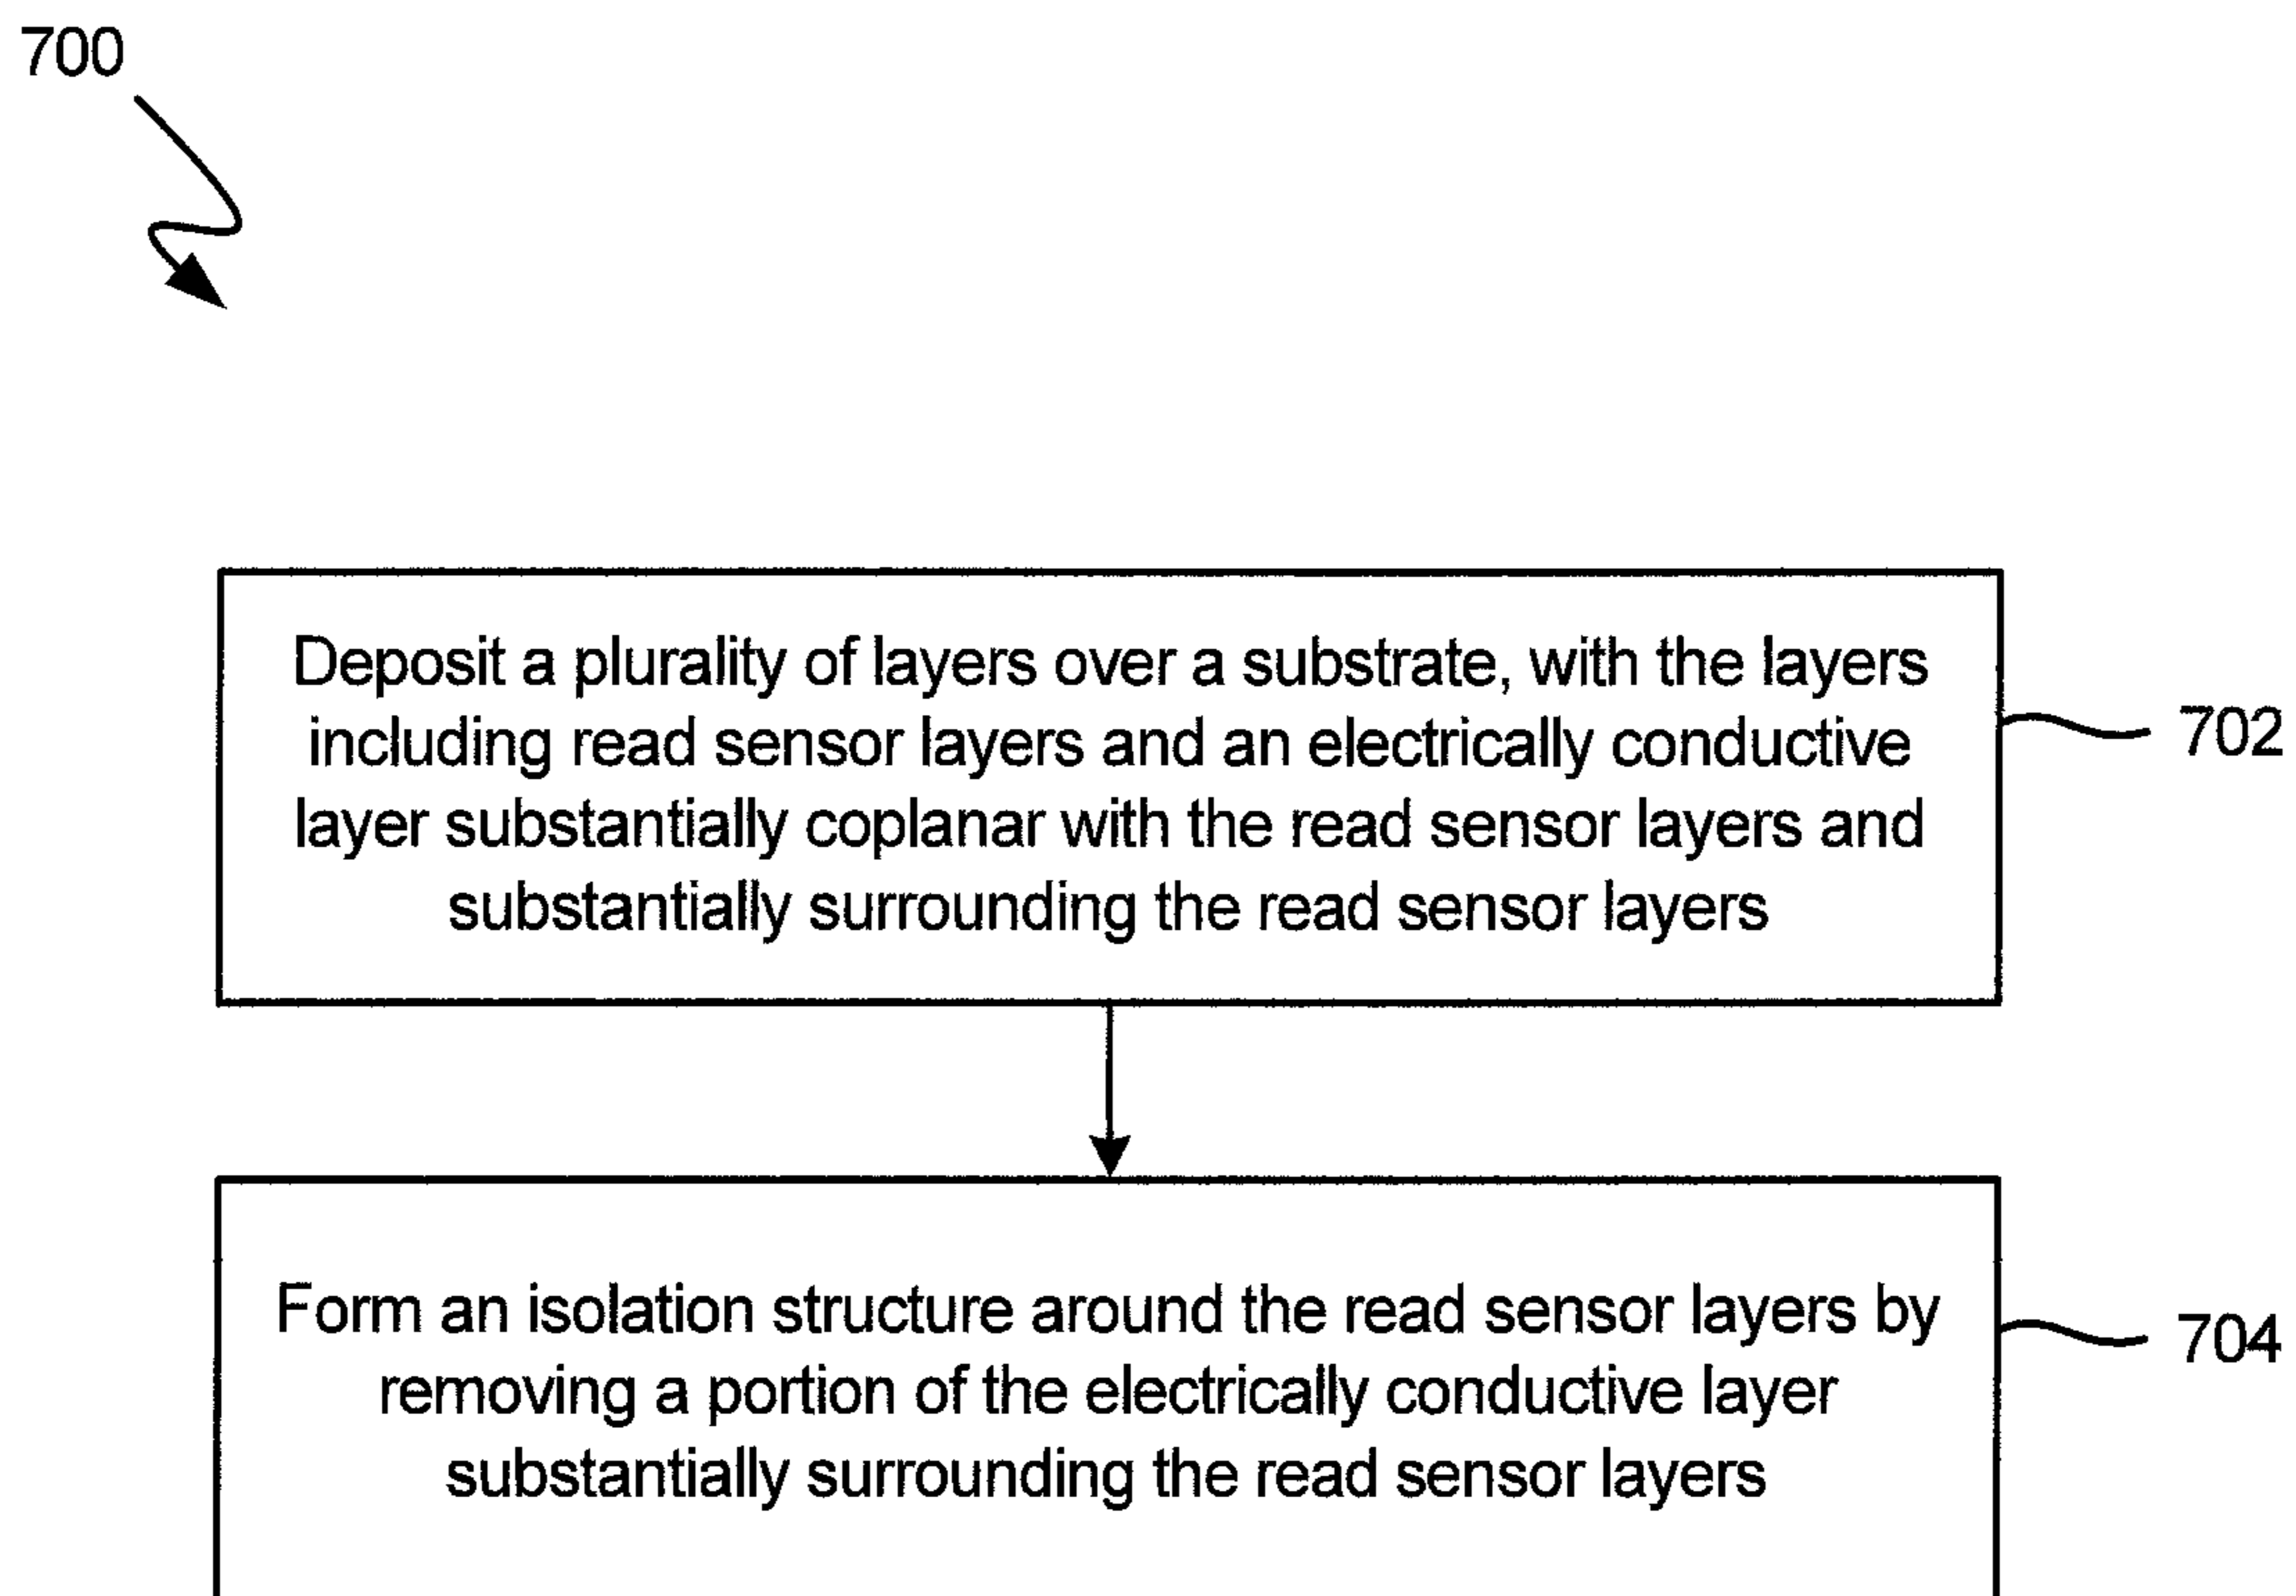 700
Deposit a plurality of layers over a substrate, with the layers
including read sensor layers and an electrically conductive
layer substantially coplanar with the read sensor layers and
substantially surrounding the read sensor layers
702
Form an isolation structure around the read sensor layers by
removing a portion of the electrically conductive layer
substantially surrounding the read sensor layers
704